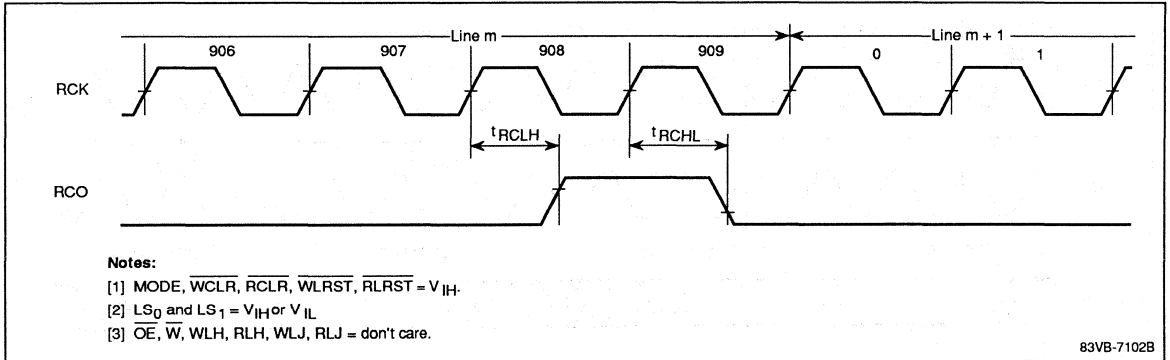 Line m Line m + 1
906 907 908 909 0 1
RCK
tRCLH tRCHL
RCO
Notes:
[1] MODE, WCLR, RCLR, WLRST, RLRST = VIH.
[2] LS0 and LS1 = VIH or VIL
[3] OE, W, WLH, RLH, WLJ, RLJ = don't care.
83VB-7102B